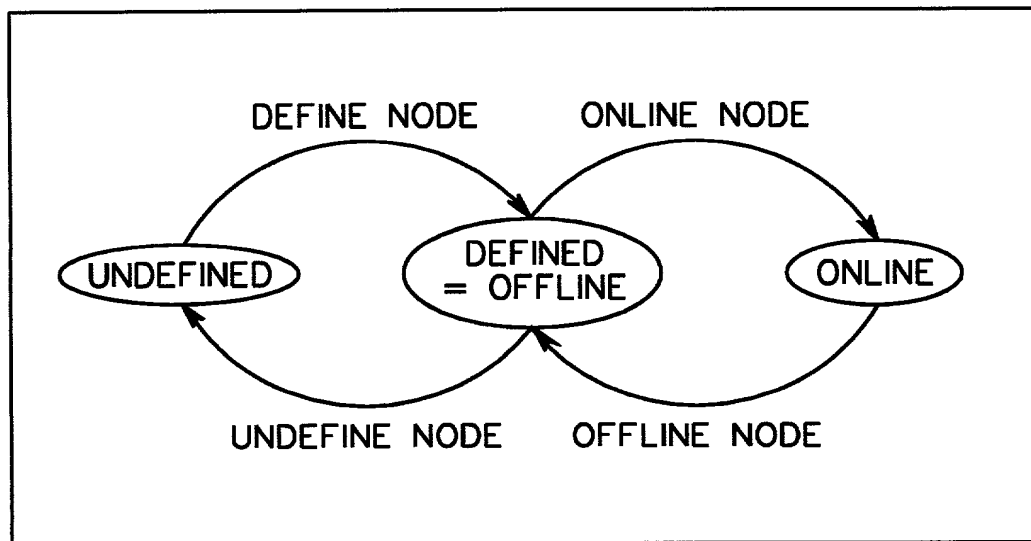 DEFINE NODE
ONLINE NODE
UNDEFINED
DEFINED
= OFFLINE
ONLINE
UNDEFINE NODE
OFFLINE NODE